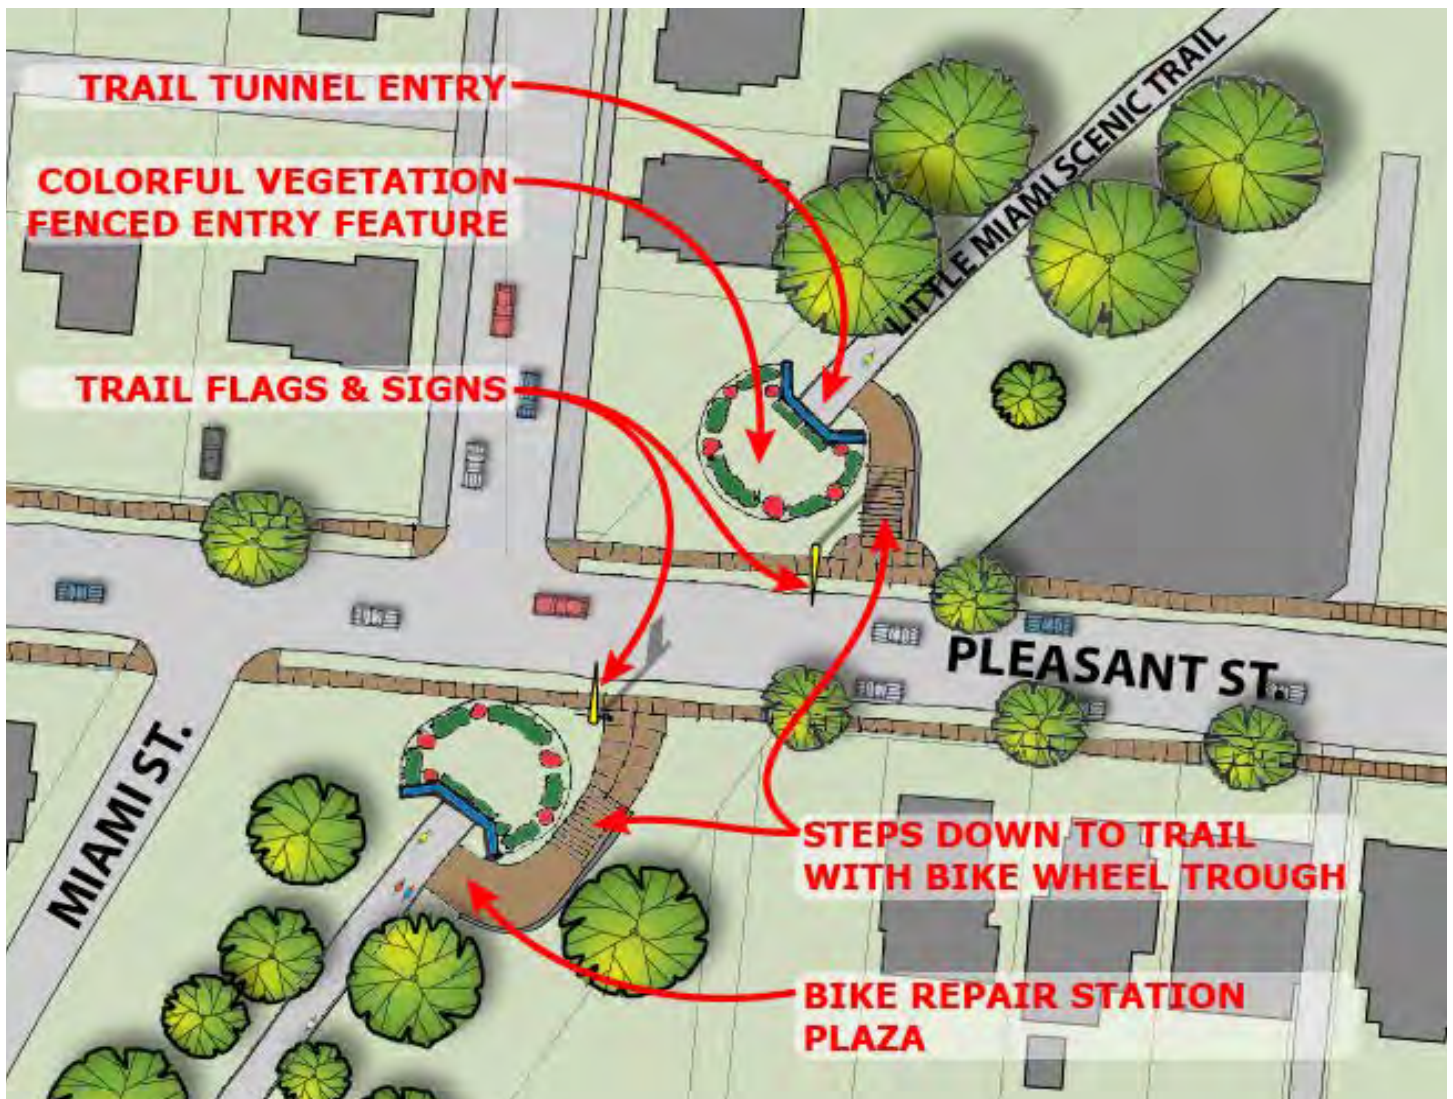 TRAIL TUNNEL ENTRY
COLORFUL VEGETATION
FENCED ENTRY FEATURE
TRAIL FLAGS & SIGNS
LITTLE MIAMI SCENIC TRAIL
PLEASANT ST.
MIAMI ST.
STEPS DOWN TO TRAIL
WITH BIKE WHEEL TROUGH
BIKE REPAIR STATION
PLAZA